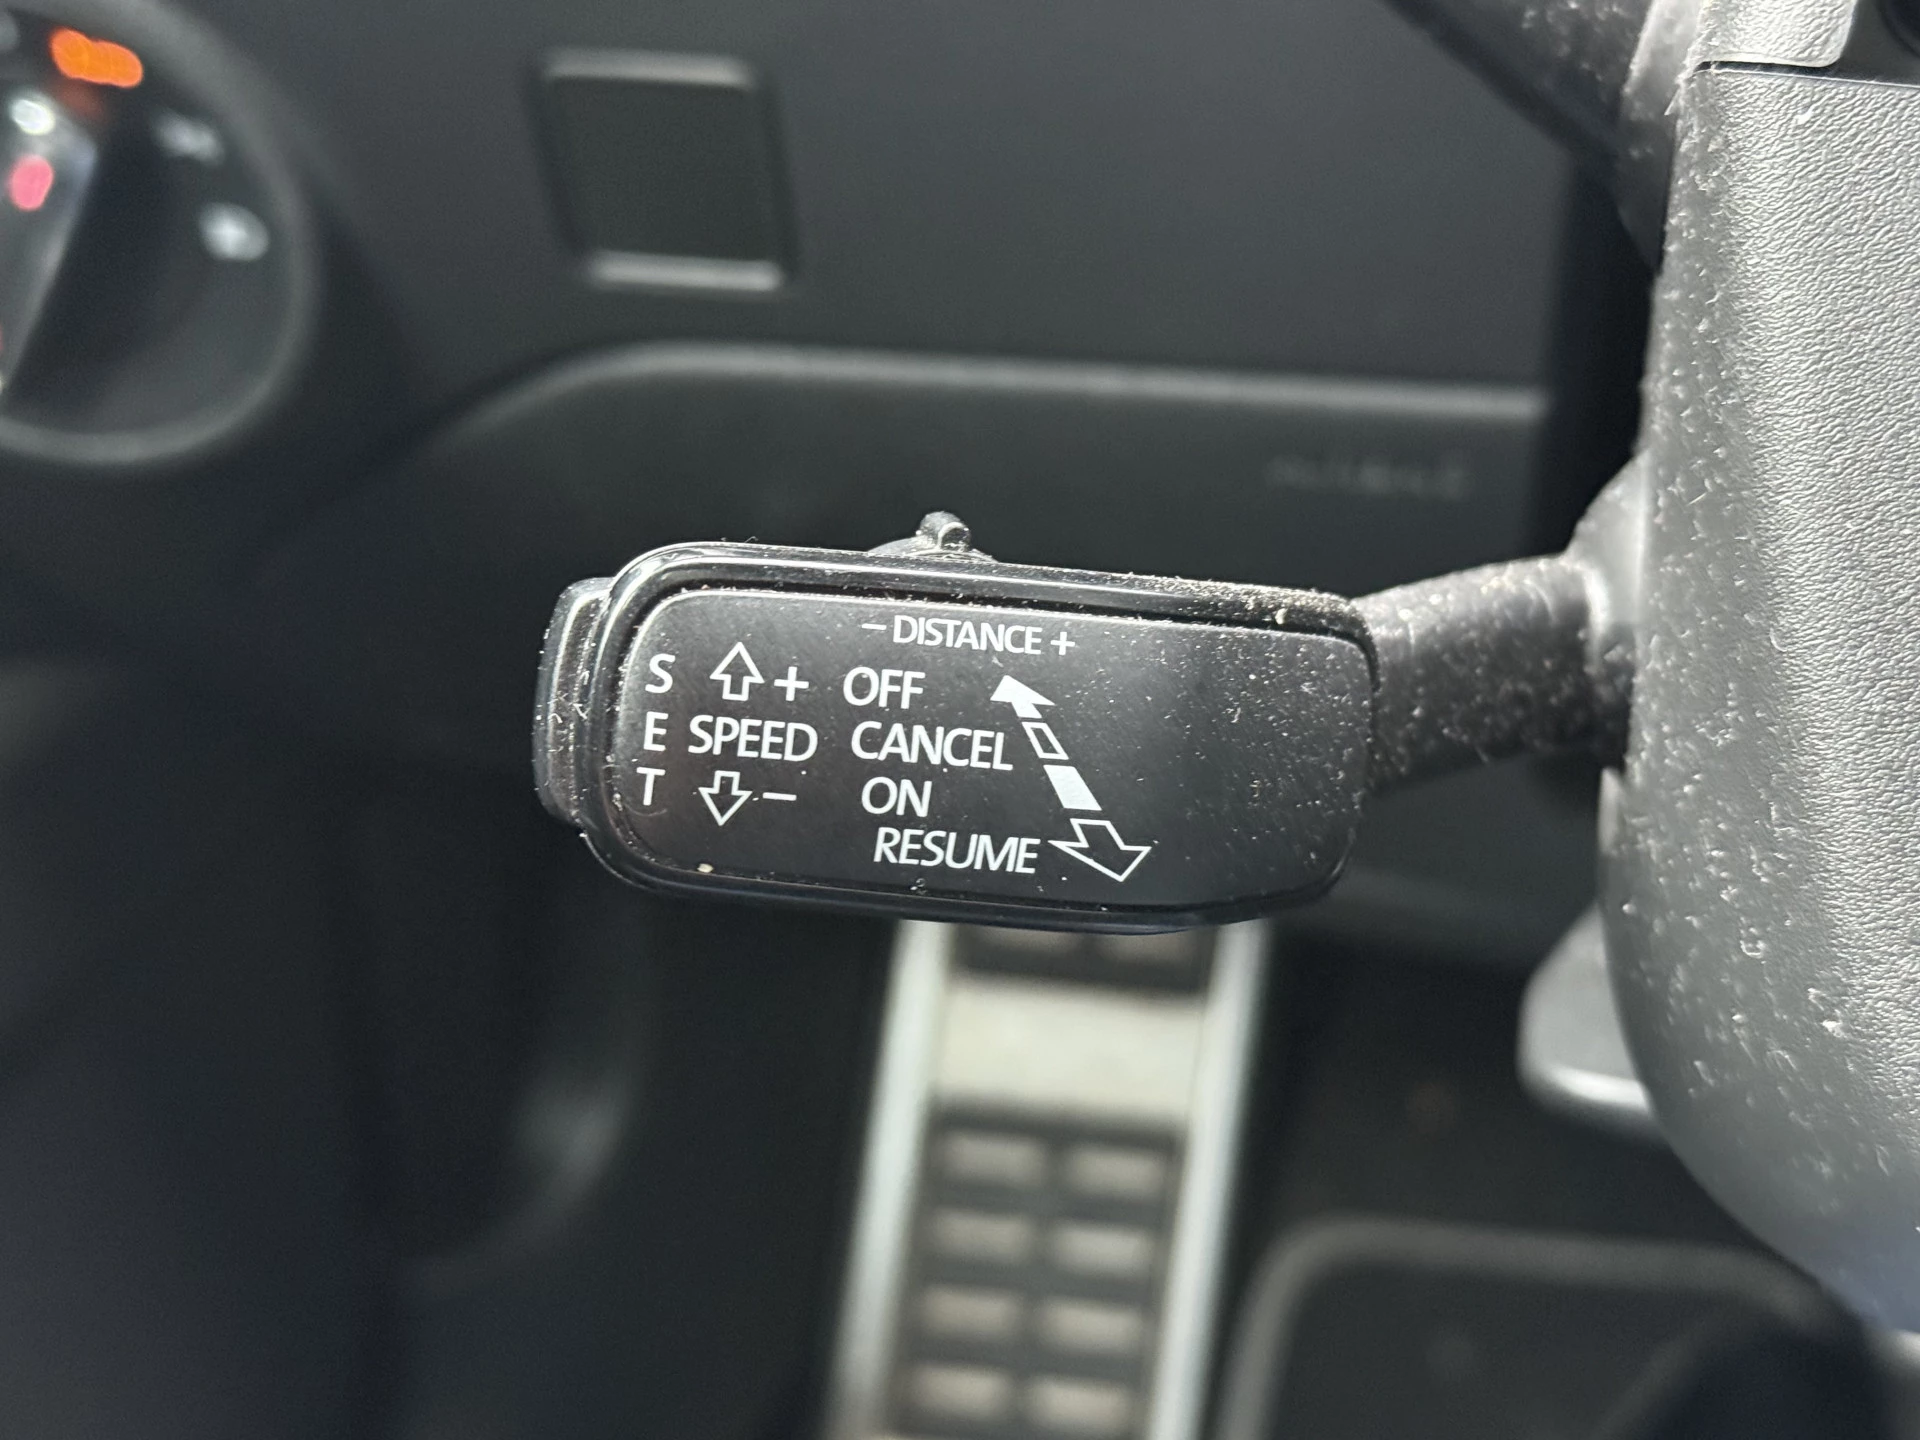 – DISTANCE +
S + OFF
E SPEED CANCEL
T – ON
RESUME